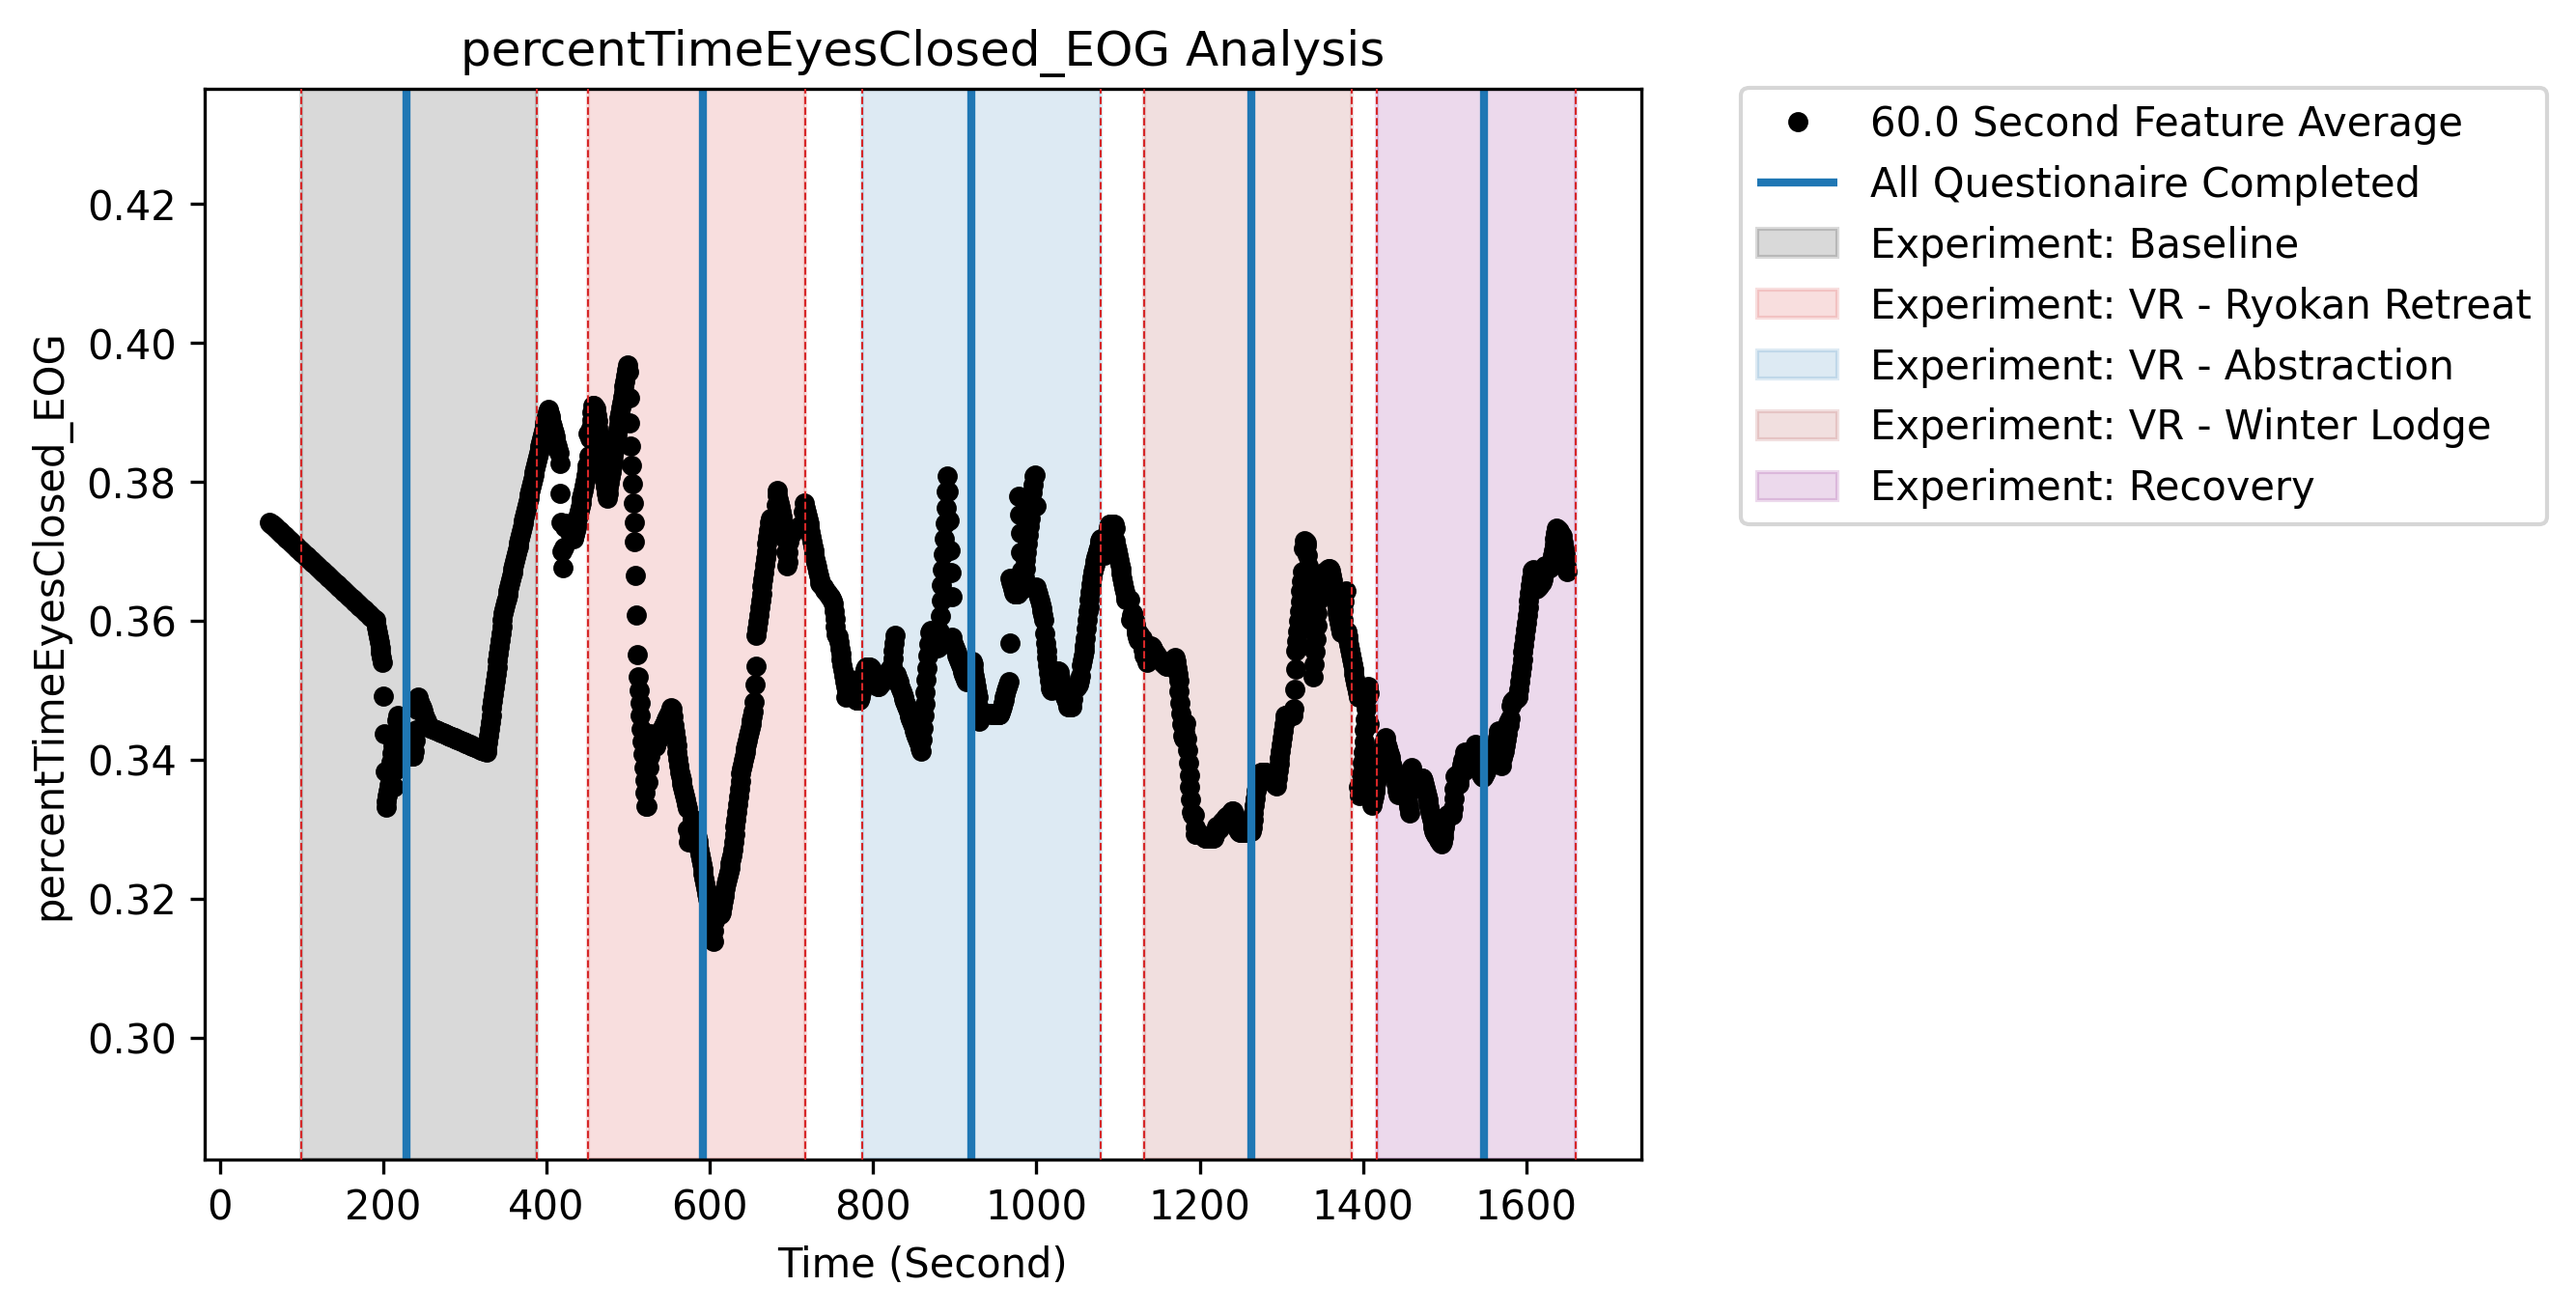 percentTimeEyesClosed_EOG Analysis
percentTimeEyesClosed_EOG
0.42
0.40
0.38
0.36
0.34
0.32
0.30
0 200 400 600 800 1000 1200 1400 1600
Time (Second)
60.0 Second Feature Average
All Questionaire Completed
Experiment: Baseline
Experiment: VR - Ryokan Retreat
Experiment: VR - Abstraction
Experiment: VR - Winter Lodge
Experiment: Recovery